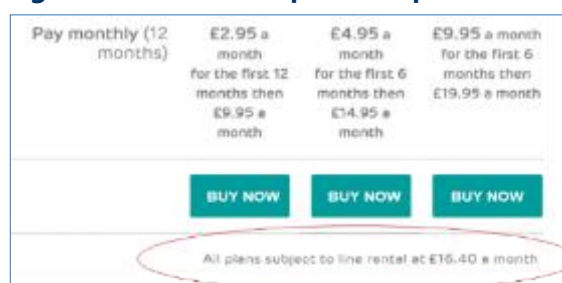 Pay monthly (12 months)
£2.95 a month for the first 12 months then £9.95 a month
£4.95 a month for the first 6 months then £14.95 a month
£9.95 a month for the first 6 months then £19.95 a month
BUY NOW BUY NOW BUY NOW
All plans subject to line rental at £16.40 a month